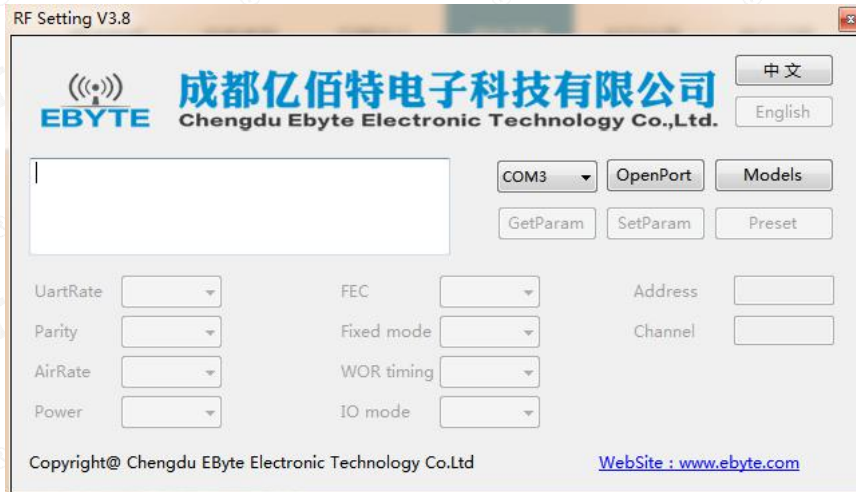 RF Setting V3.8
EBYTE
成都亿佰特电子科技有限公司
Chengdu Ebyte Electronic Technology Co.,Ltd.
中文
English
COM3 OpenPort Models
GetParam SetParam Preset
UartRate FEC Address
Parity Fixed mode Channel
AirRate WOR timing
Power IO mode
Copyright@ Chengdu EByte Electronic Technology Co.Ltd WebSite : www.ebyte.com